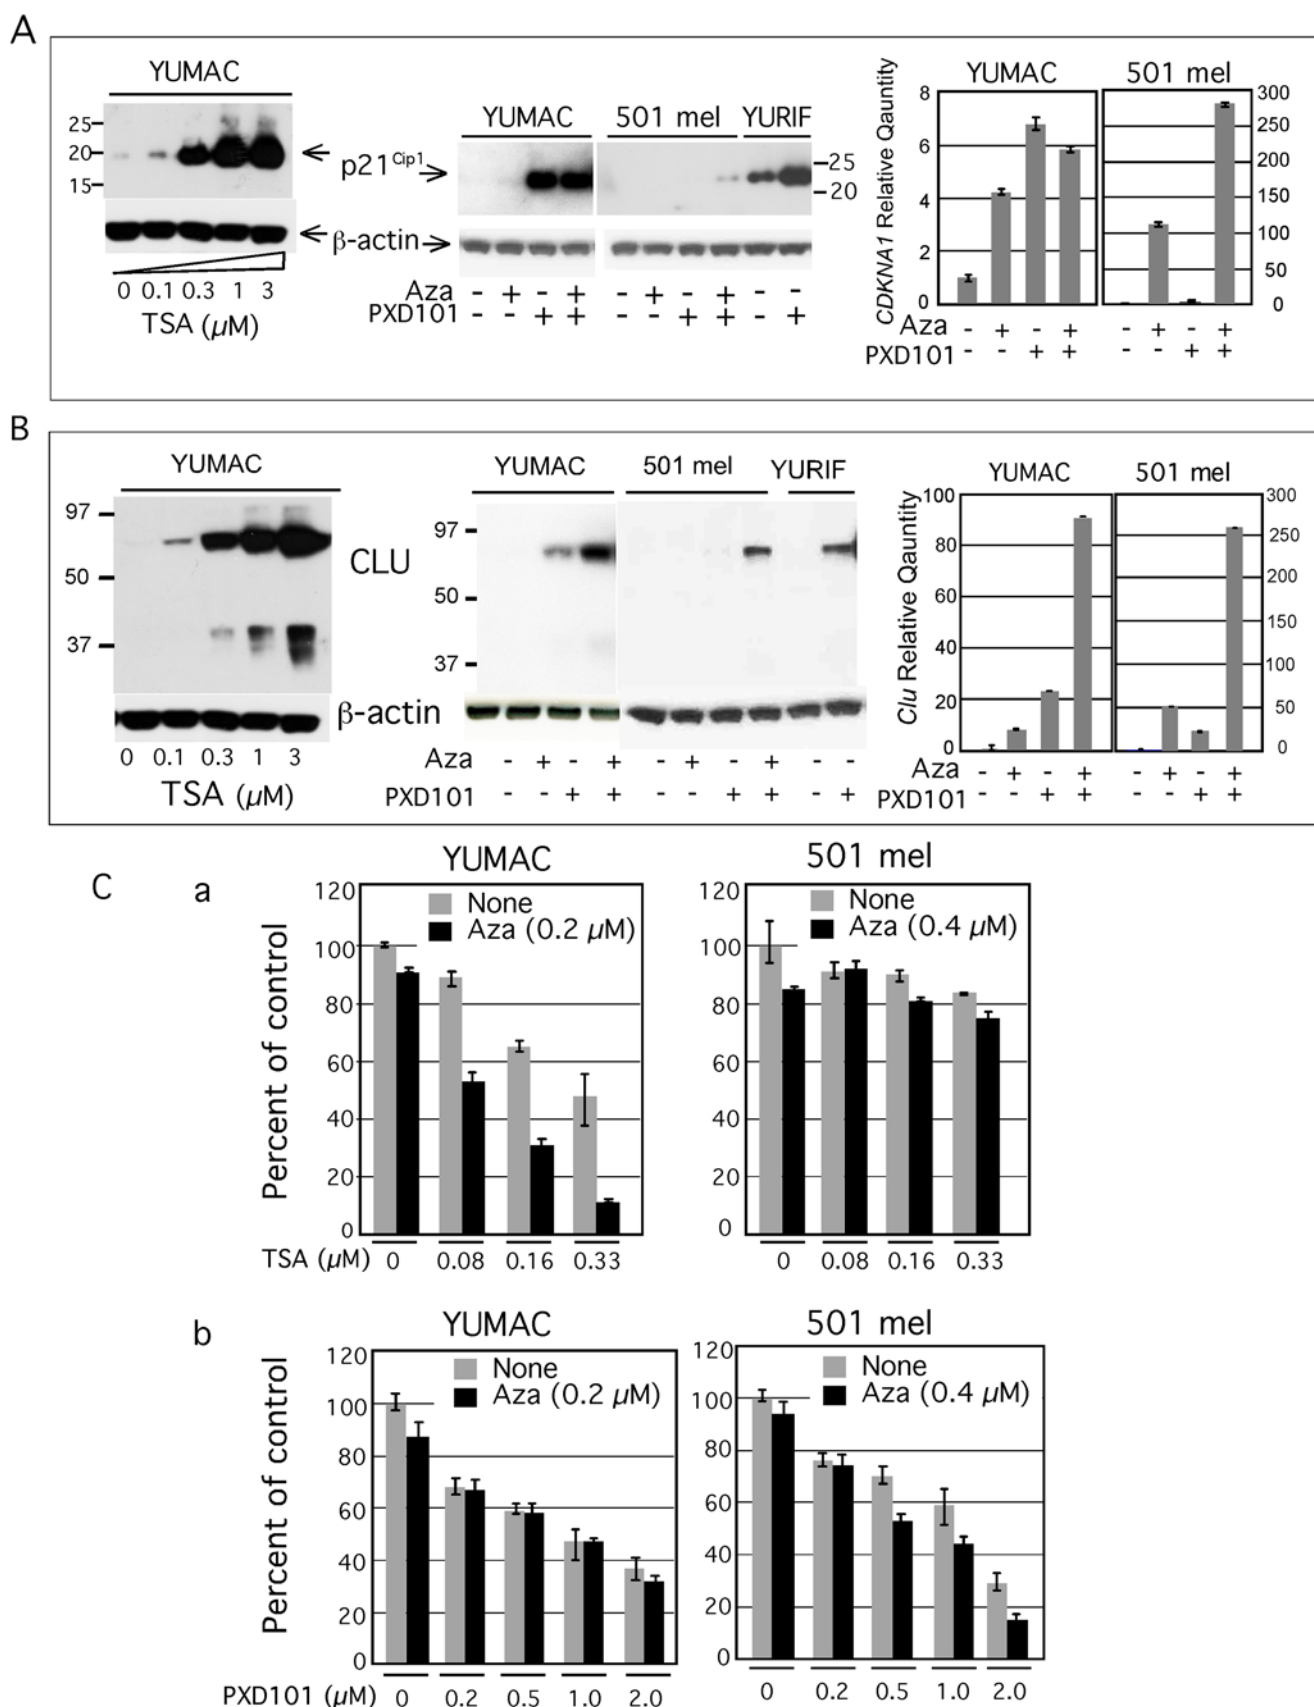 A
YUMAC
25
20
15
0 0.1 0.3 1 3
TSA (µM)
p21Cip1
β-actin
YUMAC 501 mel YURIF
25
20
Aza - + - + - + - + - -
PXD101 - - + + - - + + - +
CDKNA1 Relative Qauntity
YUMAC 501 mel
8
6
4
2
0
300
250
200
150
100
50
0
Aza - + - + - + - +
PXD101 - - + + - - + +
B
YUMAC
97
50
37
0 0.1 0.3 1 3
TSA (µM)
CLU
β-actin
YUMAC 501 mel YURIF
97
50
37
Aza - + - + - + - + - -
PXD101 - - + + - - + + - +
Clu Relative Qauntity
YUMAC 501 mel
100
80
60
40
20
0
300
250
200
150
100
50
0
Aza - + - + - + - +
PXD101 - - + + - - + +
C a
YUMAC
Percent of control
120
100
80
60
40
20
0
None
Aza (0.2 µM)
TSA (µM) 0 0.08 0.16 0.33
501 mel
120
100
80
60
40
20
0
None
Aza (0.4 µM)
0 0.08 0.16 0.33
b
YUMAC
Percent of control
120
100
80
60
40
20
0
None
Aza (0.2 µM)
PXD101 (µM) 0 0.2 0.5 1.0 2.0
501 mel
120
100
80
60
40
20
0
None
Aza (0.4 µM)
0 0.2 0.5 1.0 2.0